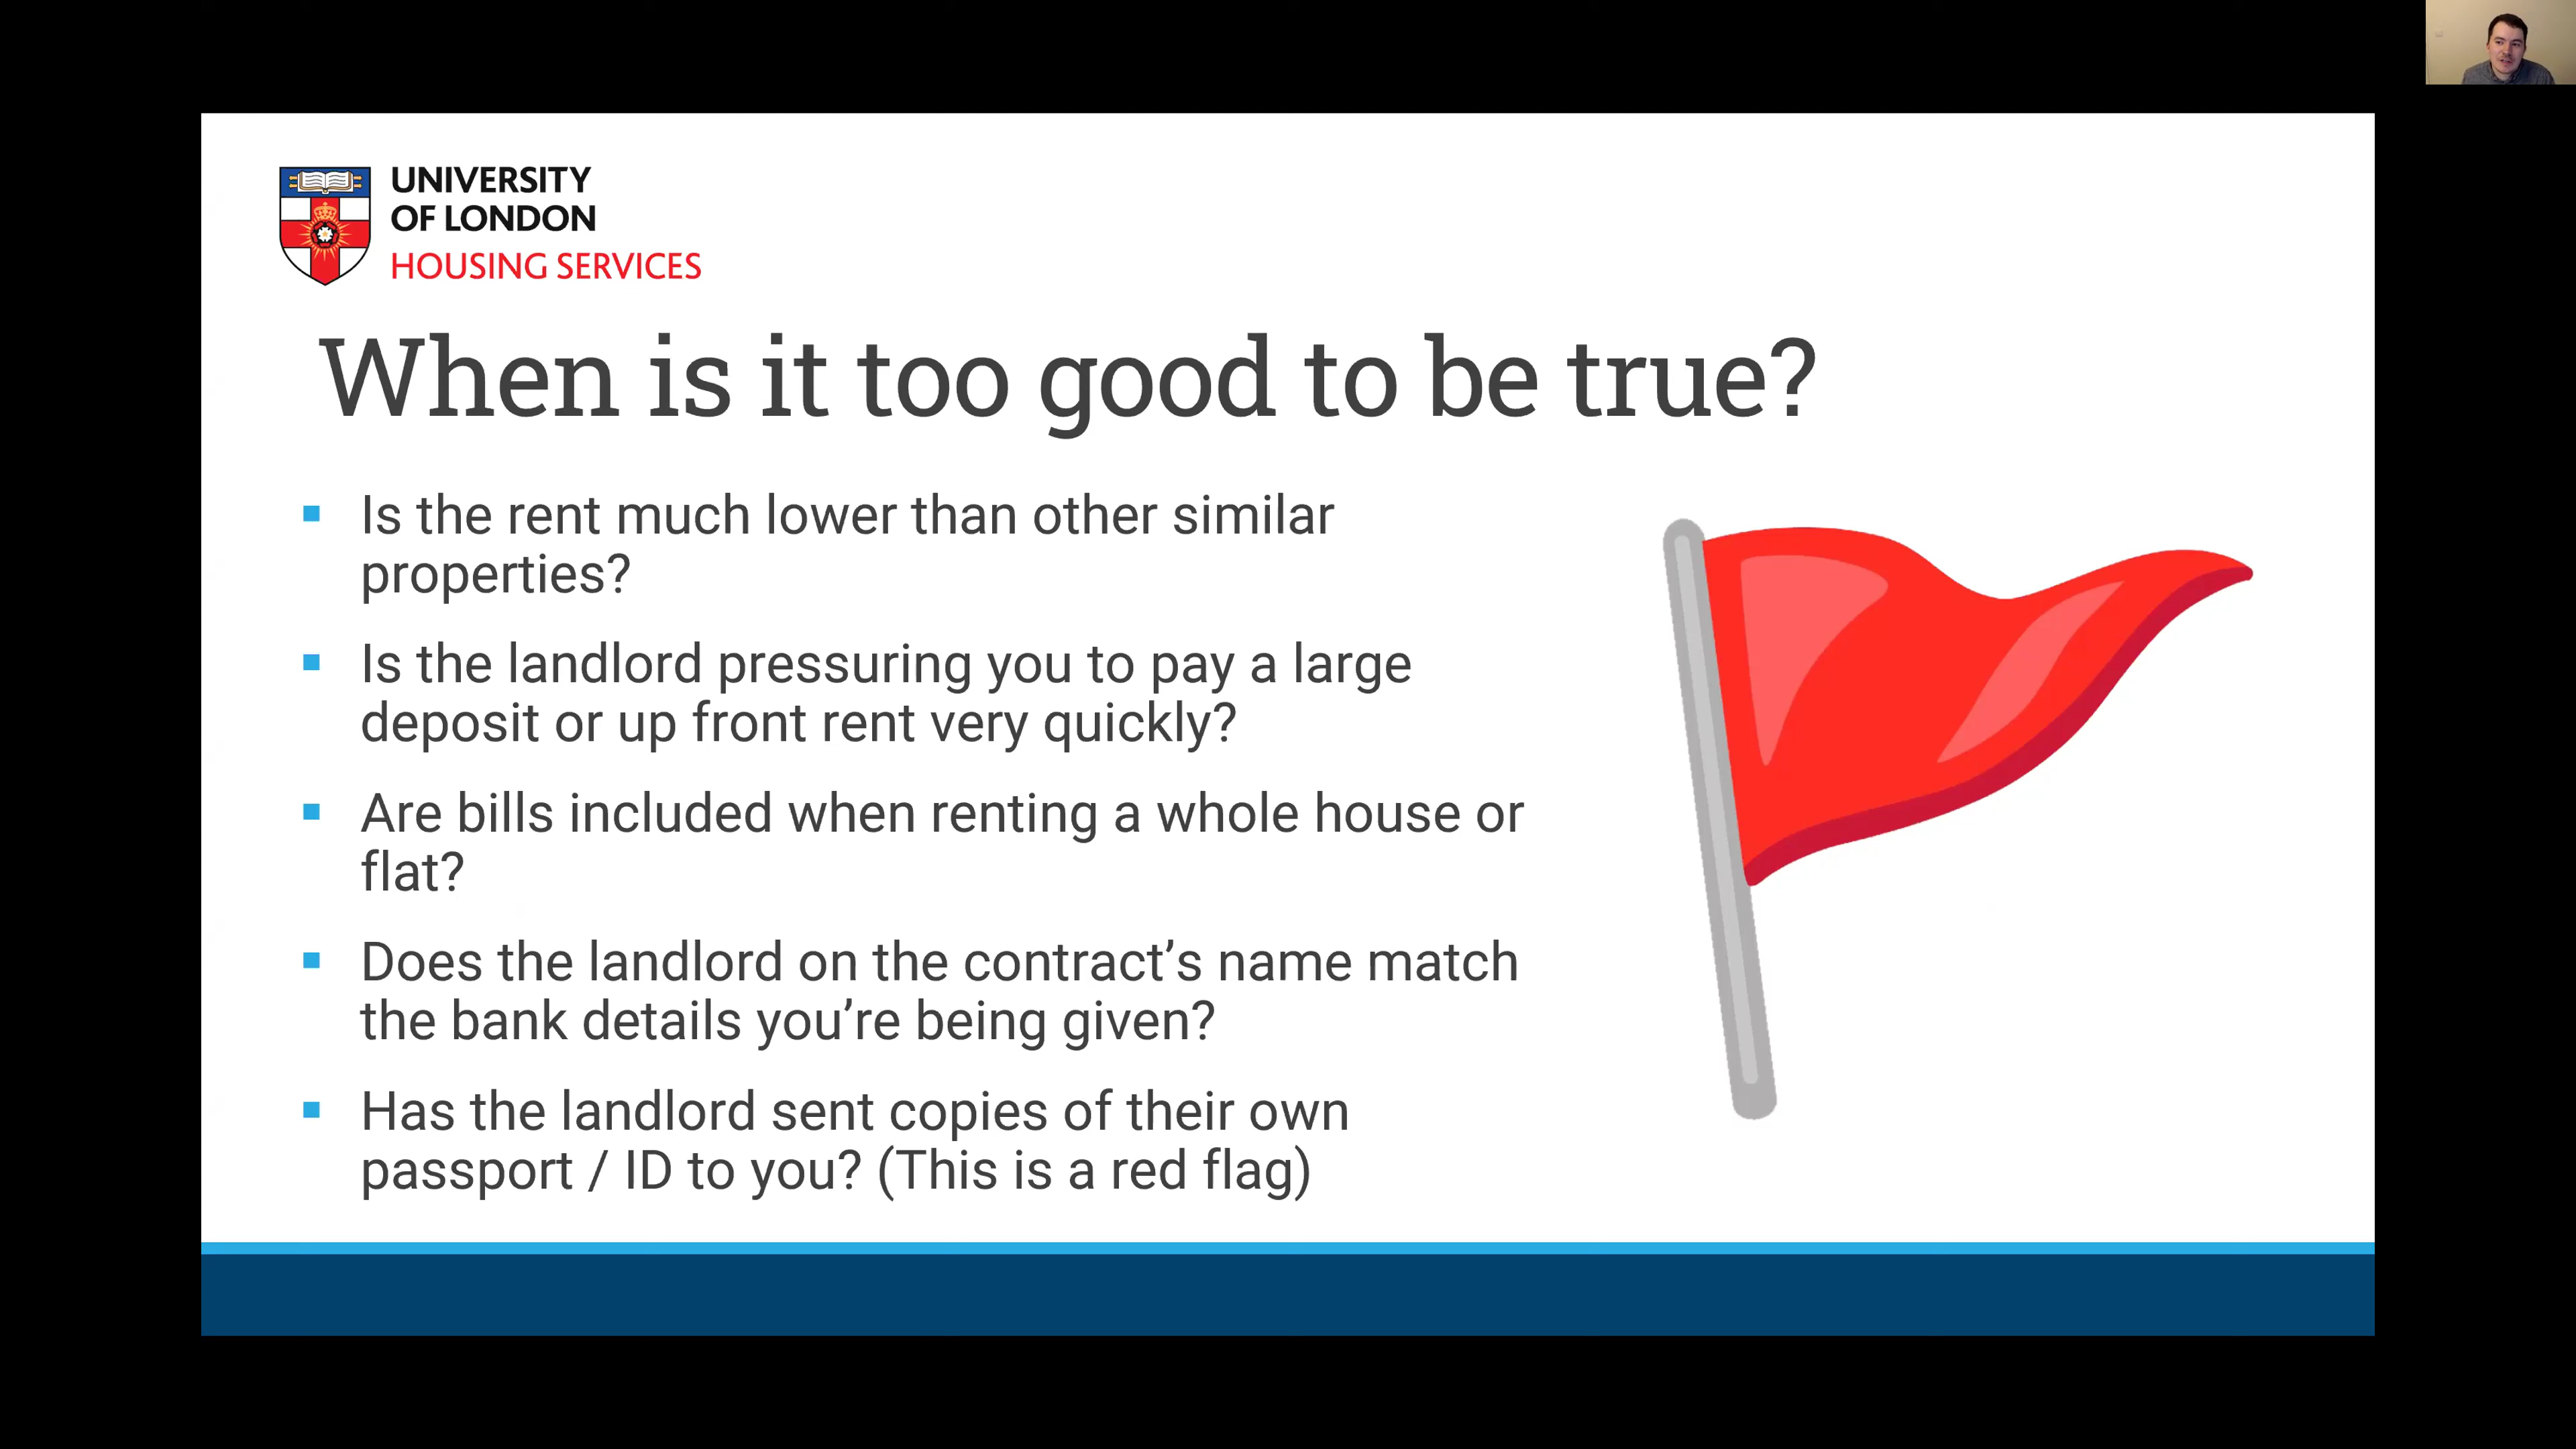 UNIVERSITY
OF LONDON
HOUSING SERVICES
When is it too good to be true?
Is the rent much lower than other similar
properties?
Is the landlord pressuring you to pay a large
deposit or up front rent very quickly?
Are bills included when renting a whole house or
flat?
Does the landlord on the contract’s name match
the bank details you’re being given?
Has the landlord sent copies of their own
passport / ID to you? (This is a red flag)